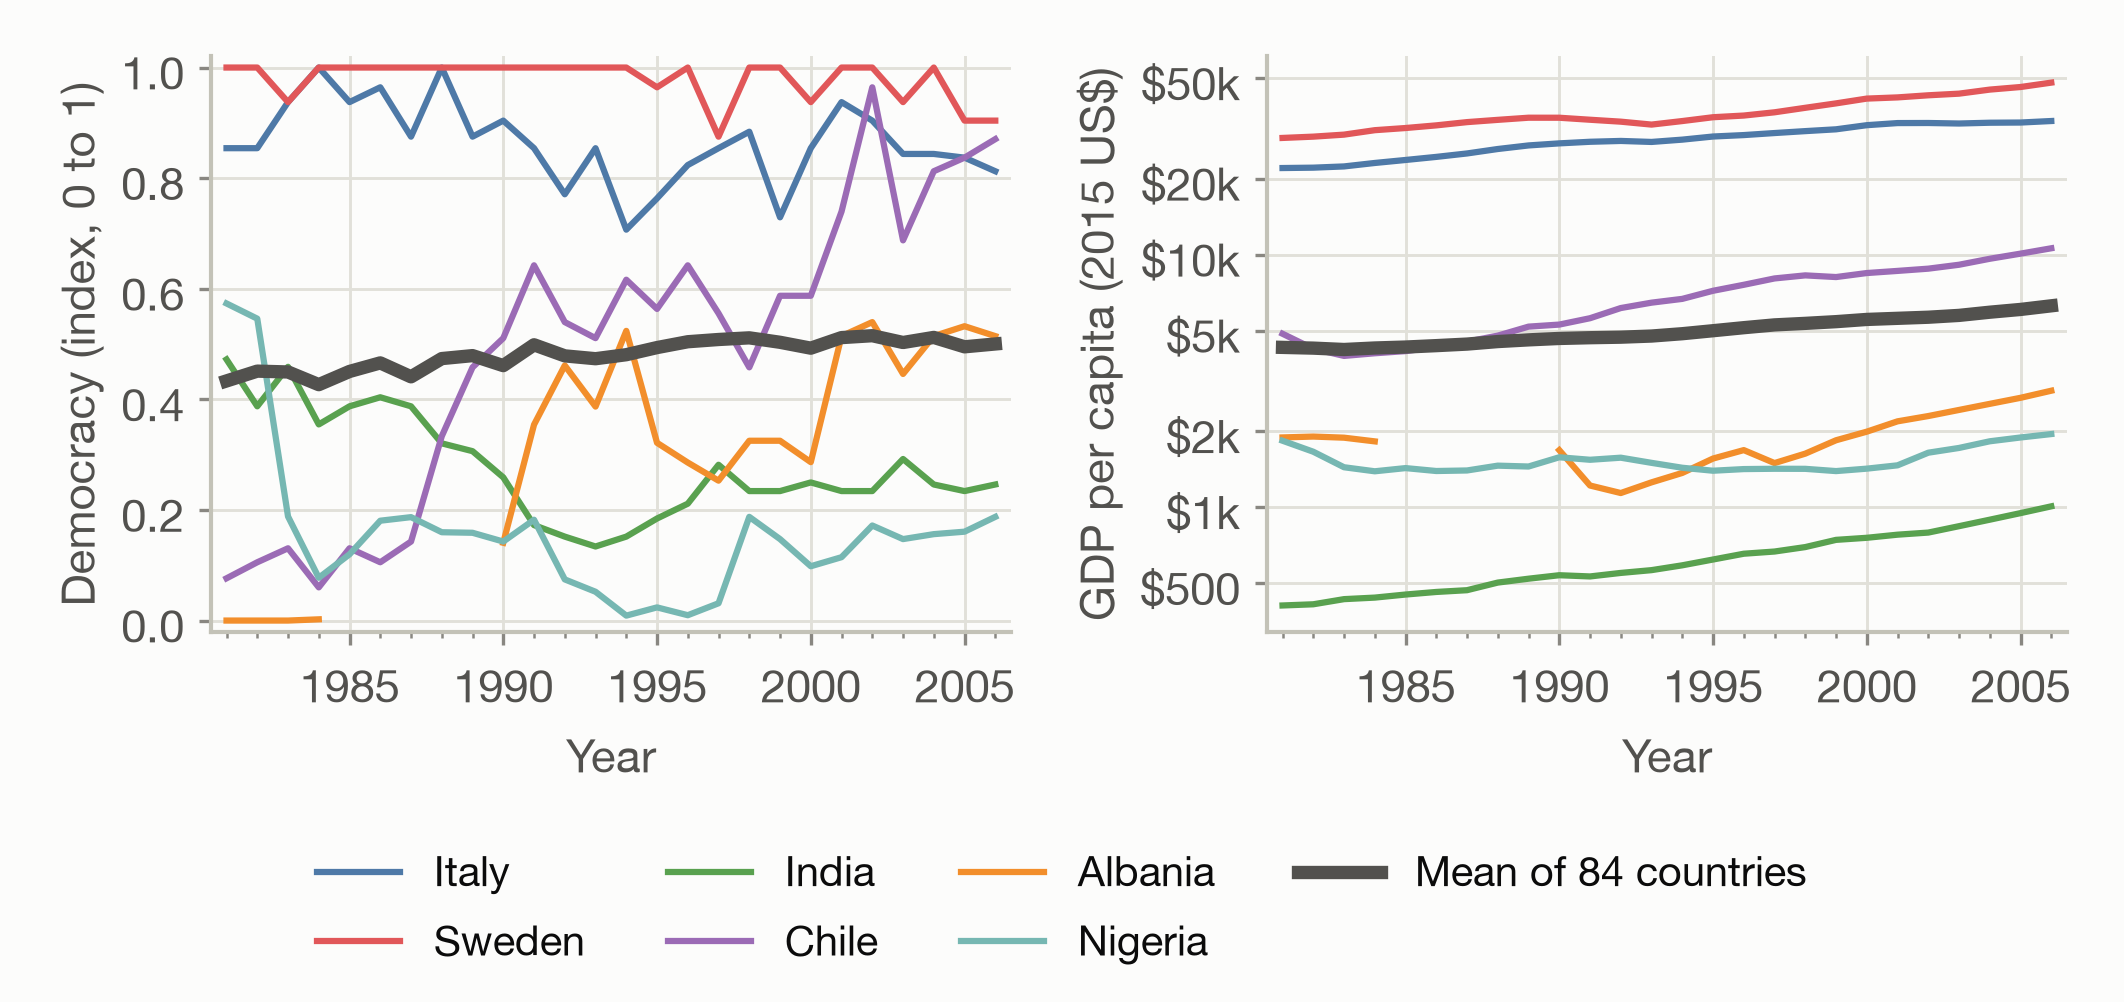 Democracy (index, 0 to 1)
1.0
0.8
0.6
0.4
0.2
0.0
1985 1990 1995 2000 2005
Year
GDP per capita (2015 US$)
$50k
$20k
$10k
$5k
$2k
$1k
$500
1985 1990 1995 2000 2005
Year
Italy India Albania Mean of 84 countries
Sweden Chile Nigeria